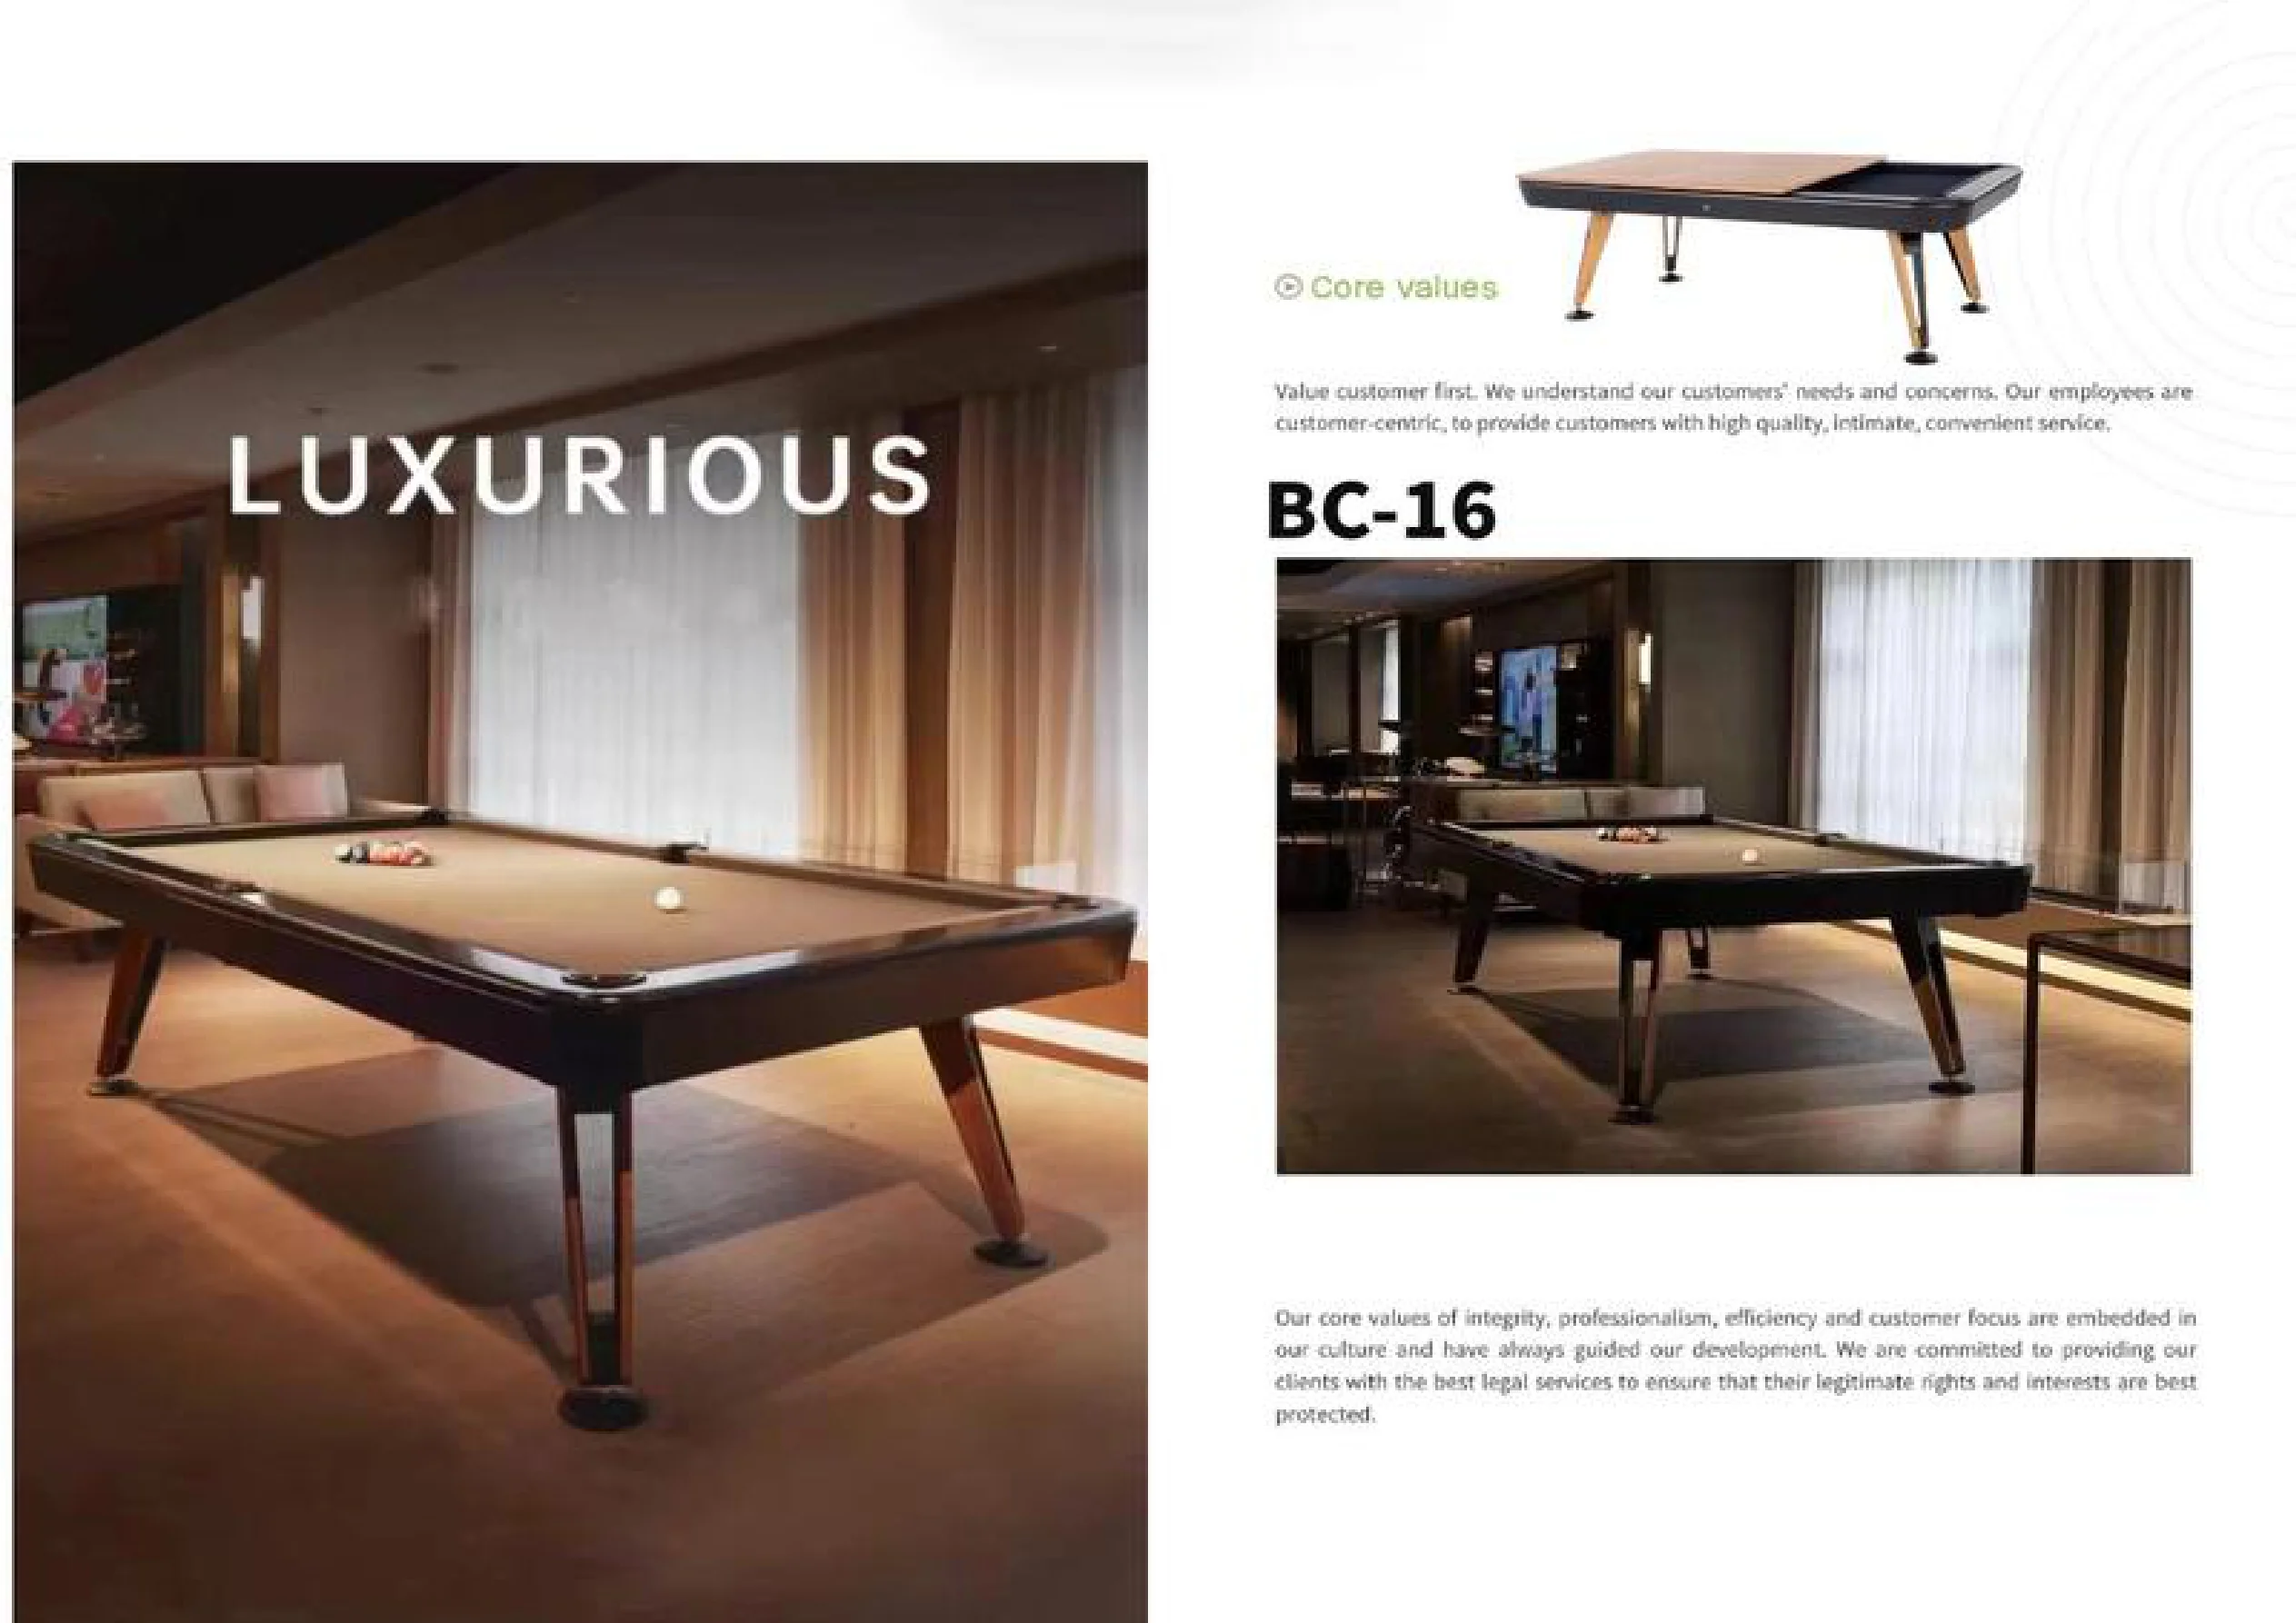 LUXURIOUS
Core values
Value customer first. We understand our customers' needs and concerns. Our employees are
customer-centric, to provide customers with high quality, intimate, convenient service.
BC-16
Our core values of integrity, professionalism, efficiency and customer focus are embedded in
our culture and have always guided our development. We are committed to providing our
clients with the best legal services to ensure that their legitimate rights and interests are best
protected.